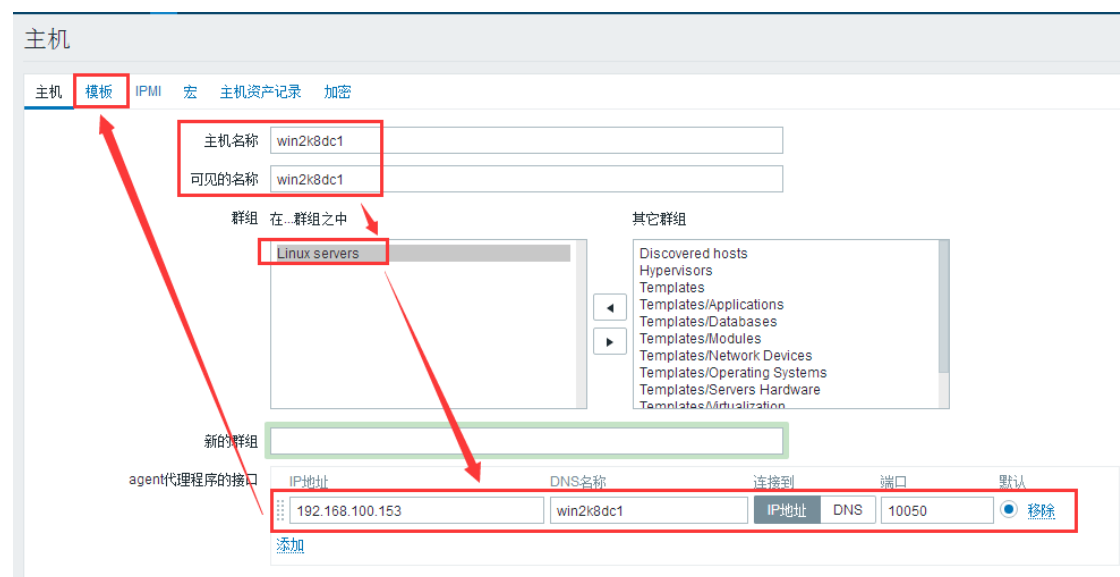 主机
主机 模板 IPMI 宏 主机资产记录 加密
主机名称 win2k8dc1
可见的名称 win2k8dc1
群组 在...群组之中 其它群组
Linux servers
Discovered hosts
Hypervisors
Templates
Templates/Applications
Templates/Databases
Templates/Modules
Templates/Network Devices
Templates/Operating Systems
Templates/Servers Hardware
Templates/Virtualization
新的群组
agent代理程序的接口 IP地址 DNS名称 连接到 端口 默认
192.168.100.153 win2k8dc1 IP地址 DNS 10050 移除
添加